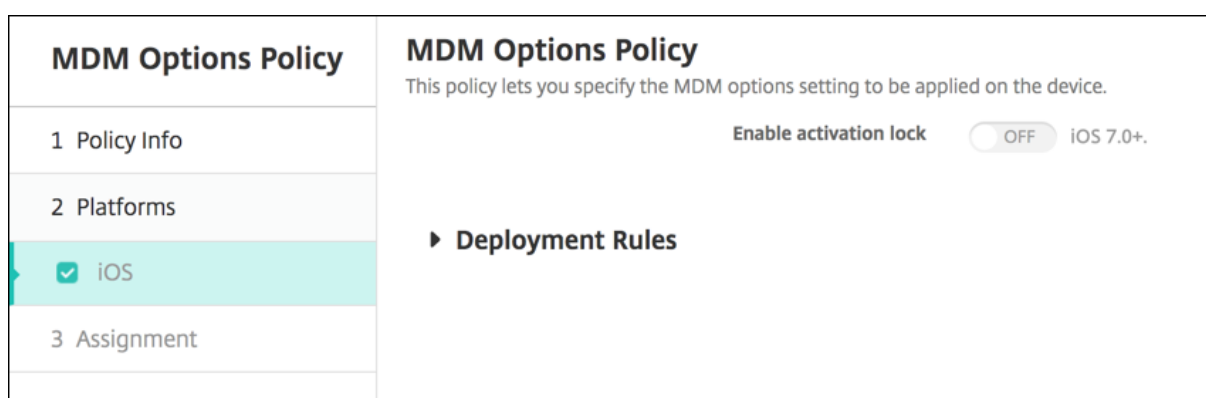 MDM Options Policy
1 Policy Info
2 Platforms
iOS
3 Assignment
MDM Options Policy
This policy lets you specify the MDM options setting to be applied on the device.
Enable activation lock OFF iOS 7.0+.
Deployment Rules